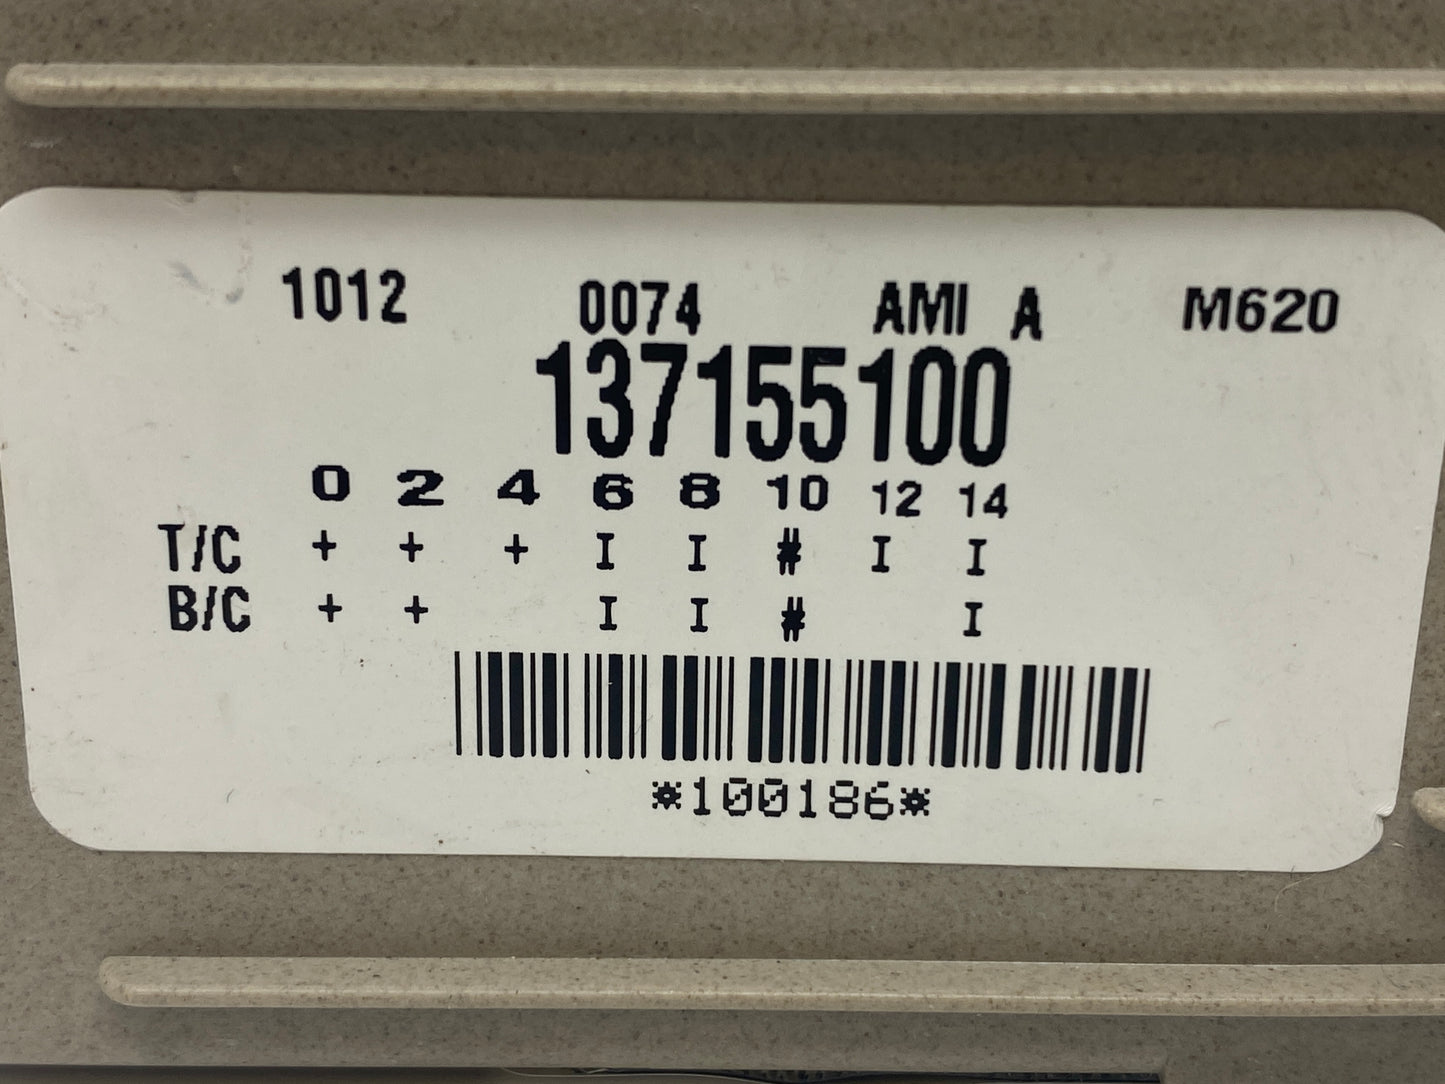 1012 0074 AMI A M620
137155100
0 2 4 6 8 10 12 14
T/C + + + I I # I I
B/C + + I I # I
*100186*